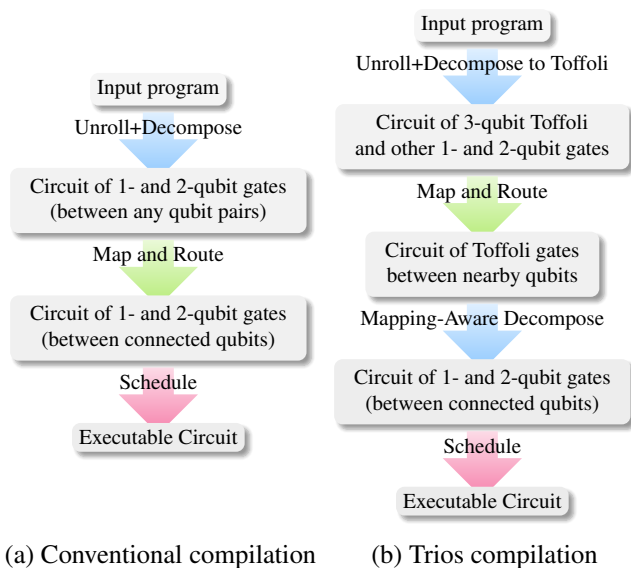 Input program
Unroll+Decompose
Circuit of 1- and 2-qubit gates
(between any qubit pairs)
Map and Route
Circuit of 1- and 2-qubit gates
(between connected qubits)
Schedule
Executable Circuit
(a) Conventional compilation
Input program
Unroll+Decompose to Toffoli
Circuit of 3-qubit Toffoli
and other 1- and 2-qubit gates
Map and Route
Circuit of Toffoli gates
between nearby qubits
Mapping-Aware Decompose
Circuit of 1- and 2-qubit gates
(between connected qubits)
Schedule
Executable Circuit
(b) Trios compilation